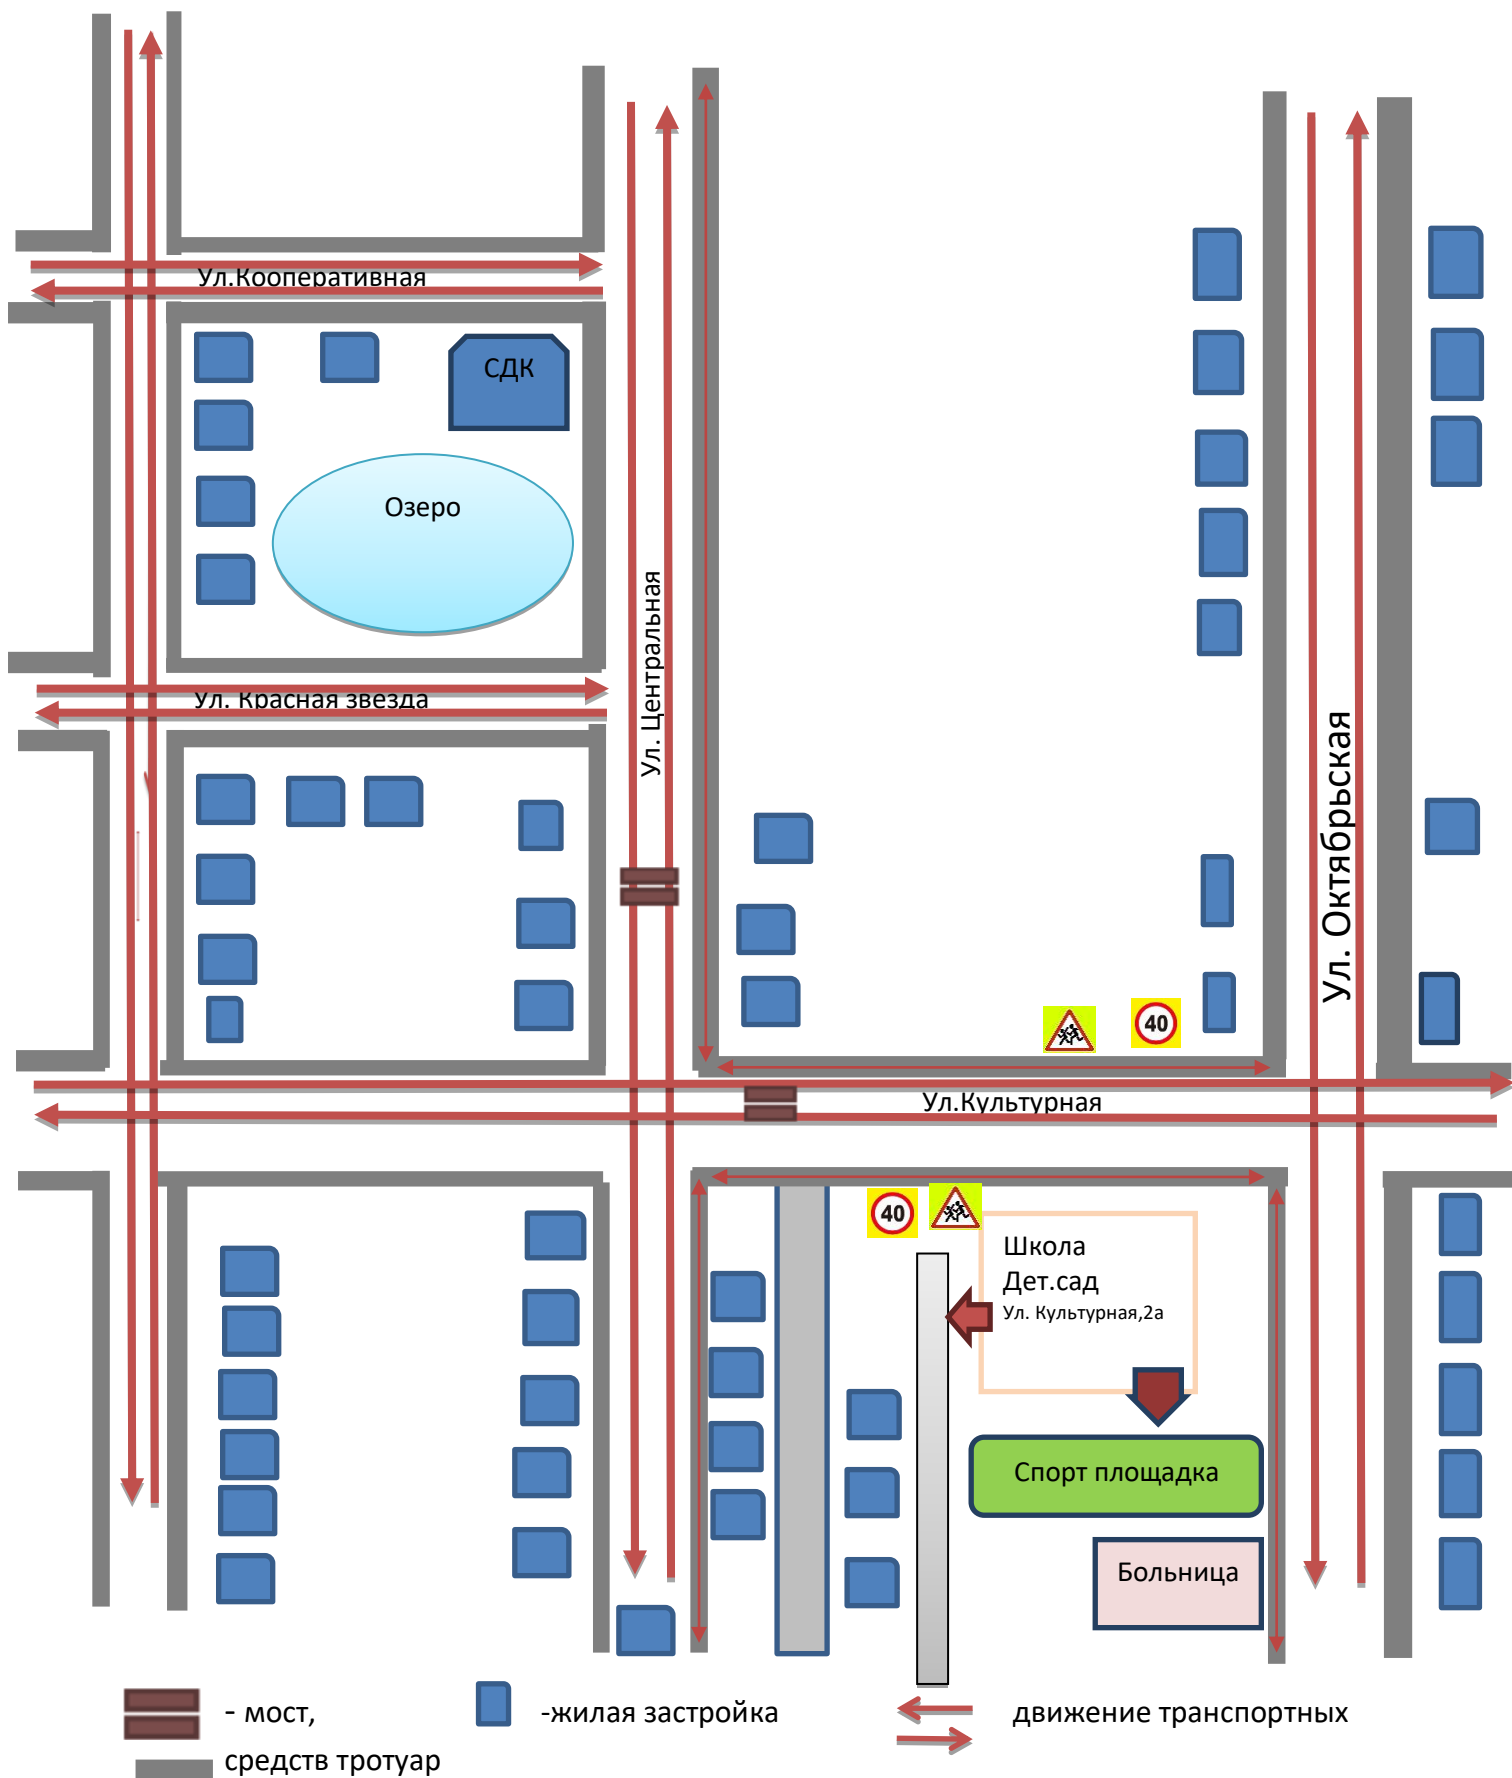 Ул.Кооперативная
СДК
Озеро
Ул. Центральная
Ул. Красная звезда
Ул. Октябрьская
40
Ул.Культурная
40
Школа
Дет.сад
Ул. Культурная,2а
Спорт площадка
Больница
- мост,
-жилая застройка
движение транспортных
средств тротуар